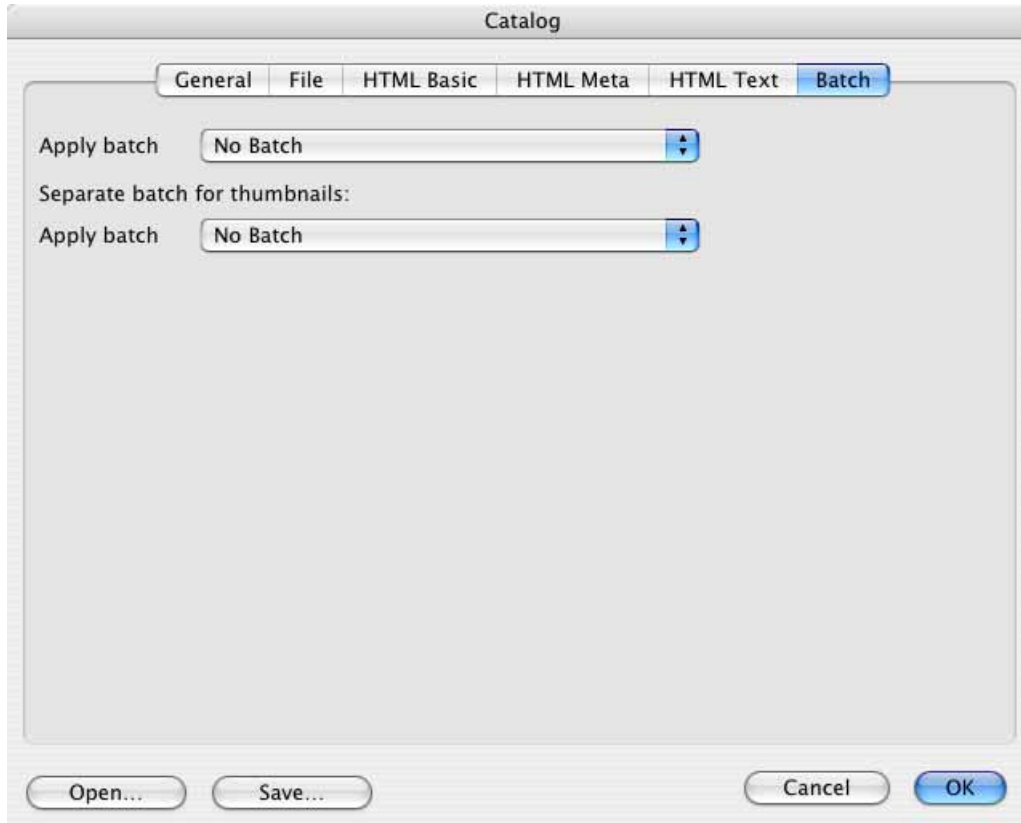 Catalog
General File HTML Basic HTML Meta HTML Text Batch
Apply batch No Batch
Separate batch for thumbnails:
Apply batch No Batch
Open... Save... Cancel OK